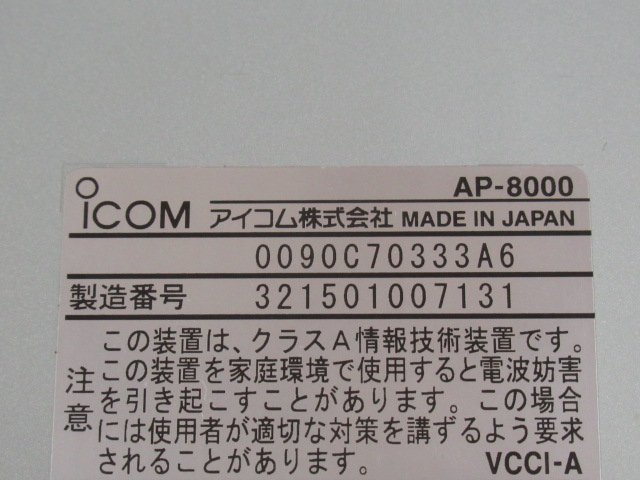 AP-8000
iCOM アイコム株式会社 MADE IN JAPAN
0090C70333A6
製造番号 321501007131
注意
この装置は、クラスA情報技術装置です。
この装置を家庭環境で使用すると電波妨害
を引き起こすことがあります。この場合
には使用者が適切な対策を講ずるよう要求
されることがあります。 VCCI-A